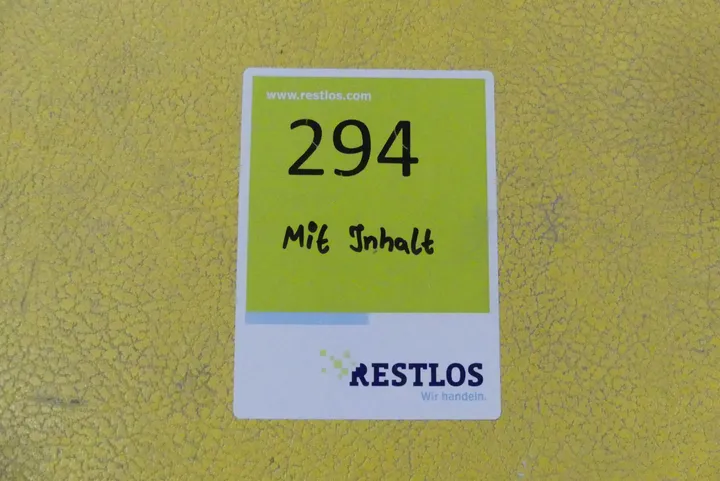 www.restlos.com
294
Mit Inhalt
RESTLOS
Wir handeln.